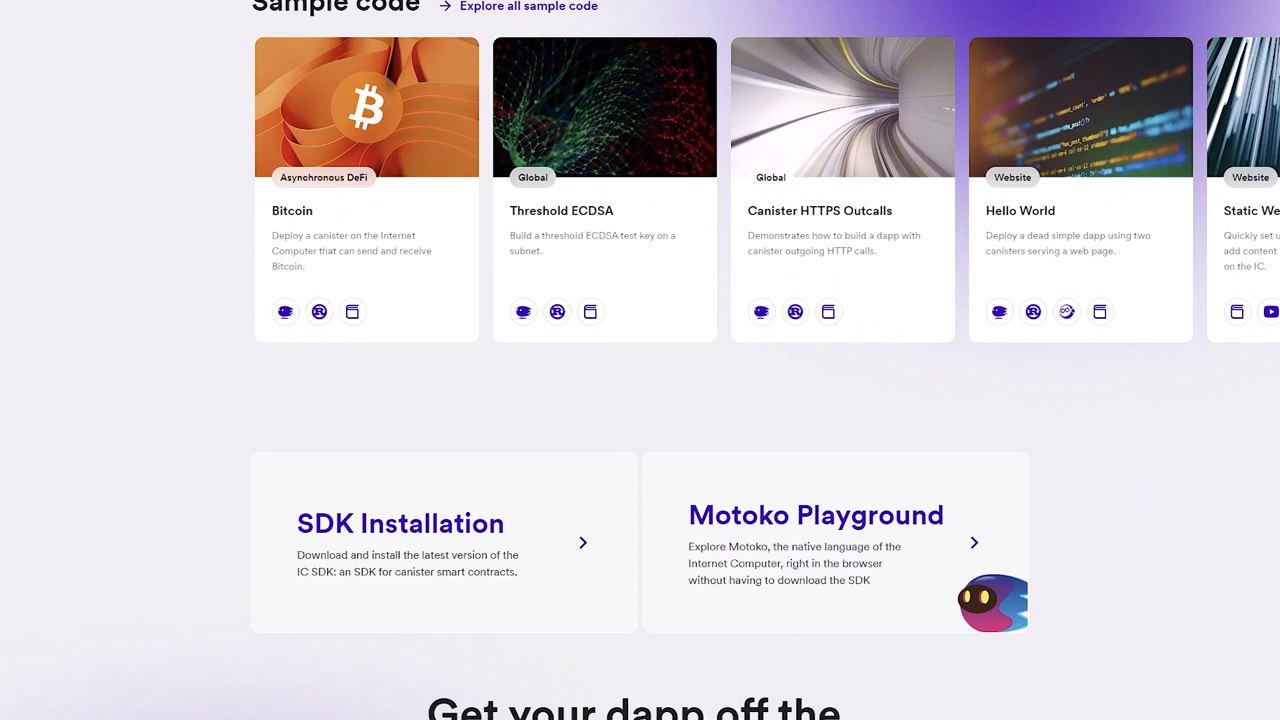 Sample code
Explore all sample code
Asynchronous DeFi
Bitcoin
Deploy a canister on the Internet
Computer that can send and receive
Bitcoin.
Global
Threshold ECDSA
Build a threshold ECDSA test key on a
subnet.
Global
Canister HTTPS Outcalls
Demonstrates how to build a dapp with
canister outgoing HTTP calls.
Website
Hello World
Deploy a dead simple dapp using two
canisters serving a web page.
Website
Static We
Quickly set u
add content
on the IC.
SDK Installation
Download and install the latest version of the
IC SDK: an SDK for canister smart contracts.
Motoko Playground
Explore Motoko, the native language of the
Internet Computer, right in the browser
without having to download the SDK
Get your dapp off the